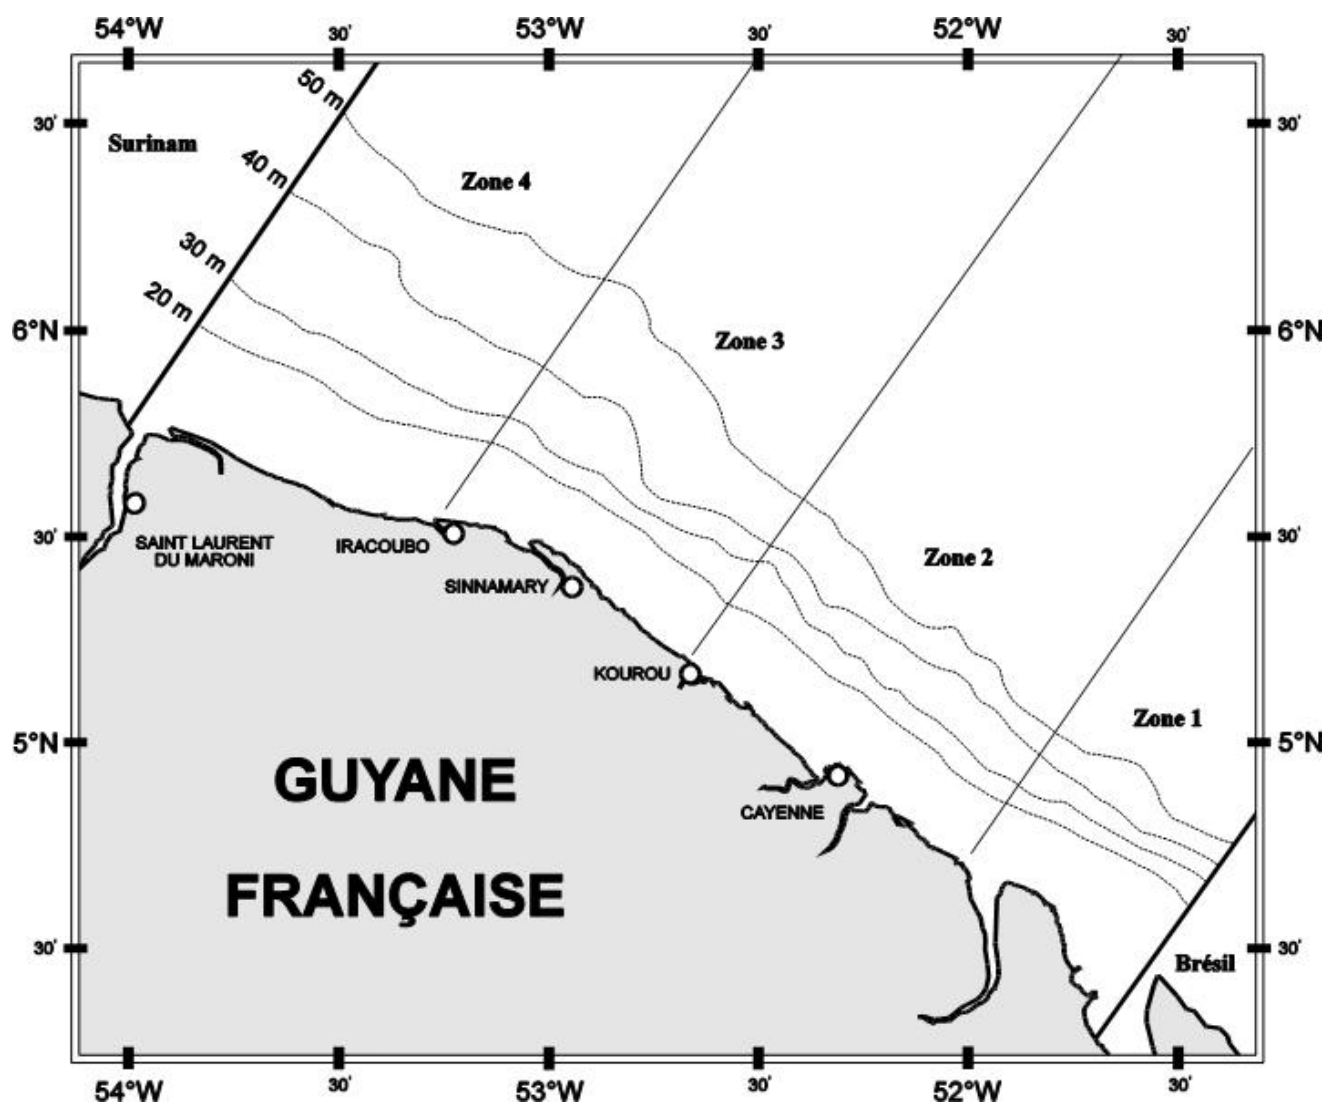 54°W 30' 53°W 30' 52°W 30'
50 m
30' 30'
Surinam
40 m
Zone 4
30 m
20 m
6°N 6°N
Zone 3
30' 30'
SAINT LAURENT
DU MARONI
IRACOUBO
Zone 2
SINNAMARY
KOUROU
Zone 1
5°N 5°N
GUYANE
CAYENNE
FRANÇAISE
30' 30'
Brésil
54°W 30' 53°W 30' 52°W 30'